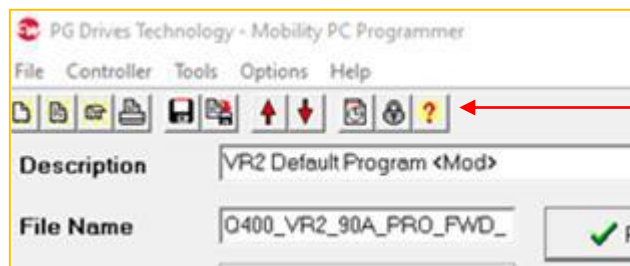 PG Drives Technology - Mobility PC Programmer
File Controller Tools Options Help
?
Description VR2 Default Program <Mod>
File Name O400_VR2_90A_PRO_FWD_